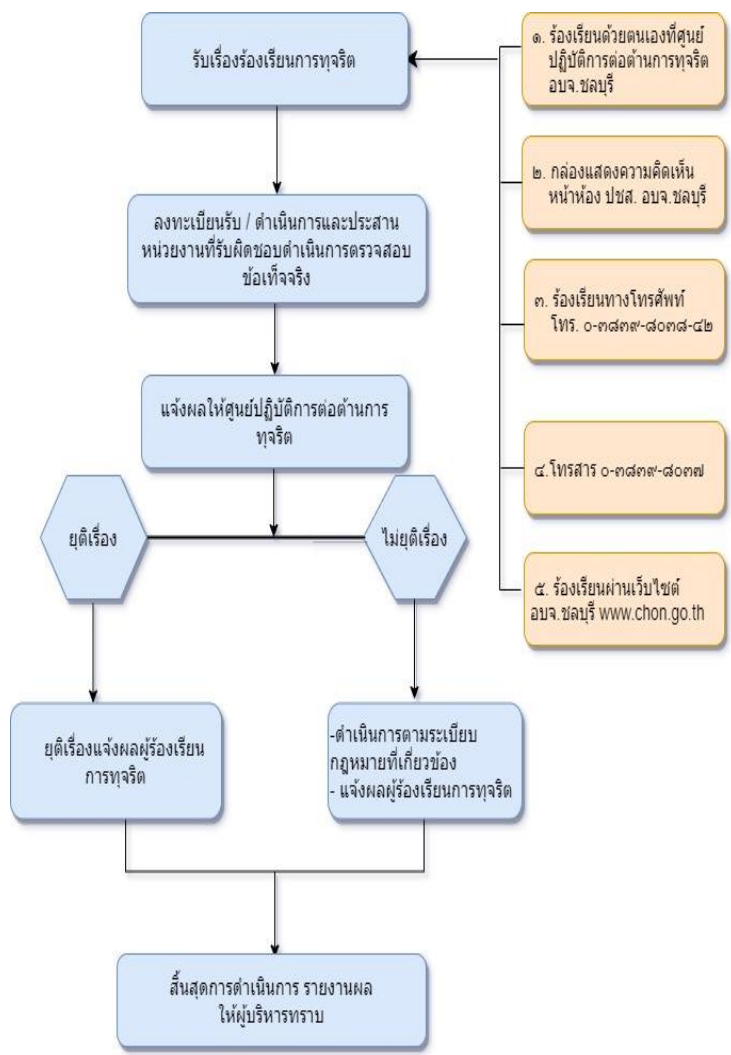 รับเรื่องร้องเรียนการทุจริต
ลงทะเบียนรับ / ดำเนินการและประสาน
หน่วยงานที่รับผิดชอบดำเนินการตรวจสอบ
ข้อเท็จจริง
แจ้งผลให้ศูนย์ปฏิบัติการต่อต้านการ
ทุจริต
ยุติเรื่อง
ไม่ยุติเรื่อง
ยุติเรื่องแจ้งผลผู้ร้องเรียน
การทุจริต
-ดำเนินการตามระเบียบ
กฎหมายที่เกี่ยวข้อง
- แจ้งผลผู้ร้องเรียนการทุจริต
สิ้นสุดการดำเนินการ รายงานผล
ให้ผู้บริหารทราบ
๑. ร้องเรียนด้วยตนเองที่ศูนย์
ปฏิบัติการต่อต้านการทุจริต
อบจ.ชลบุรี
๒. กล่องแสดงความคิดเห็น
หน้าห้อง ปชส. อบจ.ชลบุรี
๓. ร้องเรียนทางโทรศัพท์
โทร. ๐-๓๘๓๙-๘๐๓๘-๔๒
๔.โทรสาร ๐-๓๘๓๙-๘๐๓๗
๕. ร้องเรียนผ่านเว็บไซต์
อบจ.ชลบุรี www.chon.go.th